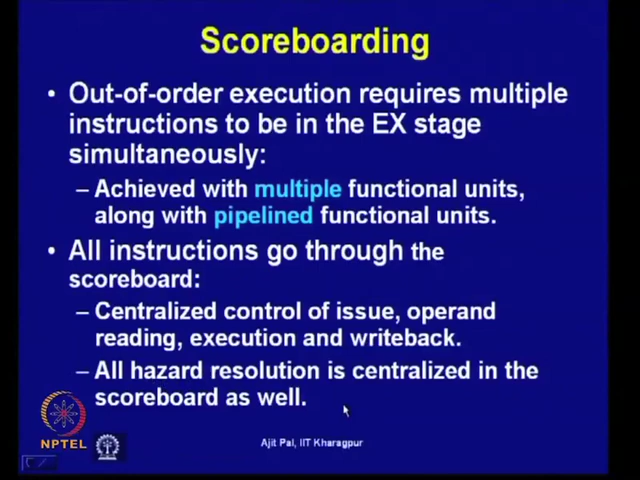 Scoreboarding
• Out-of-order execution requires multiple
instructions to be in the EX stage
simultaneously:
– Achieved with multiple functional units,
along with pipelined functional units.
• All instructions go through the
scoreboard:
– Centralized control of issue, operand
reading, execution and writeback.
– All hazard resolution is centralized in the
scoreboard as well.
NPTEL
Ajit Pal, IIT Kharagpur